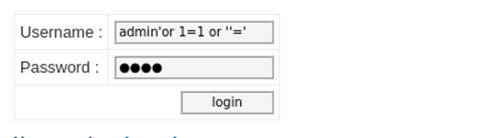 Username : admin'or 1=1 or ''='
Password : ●●●●
login